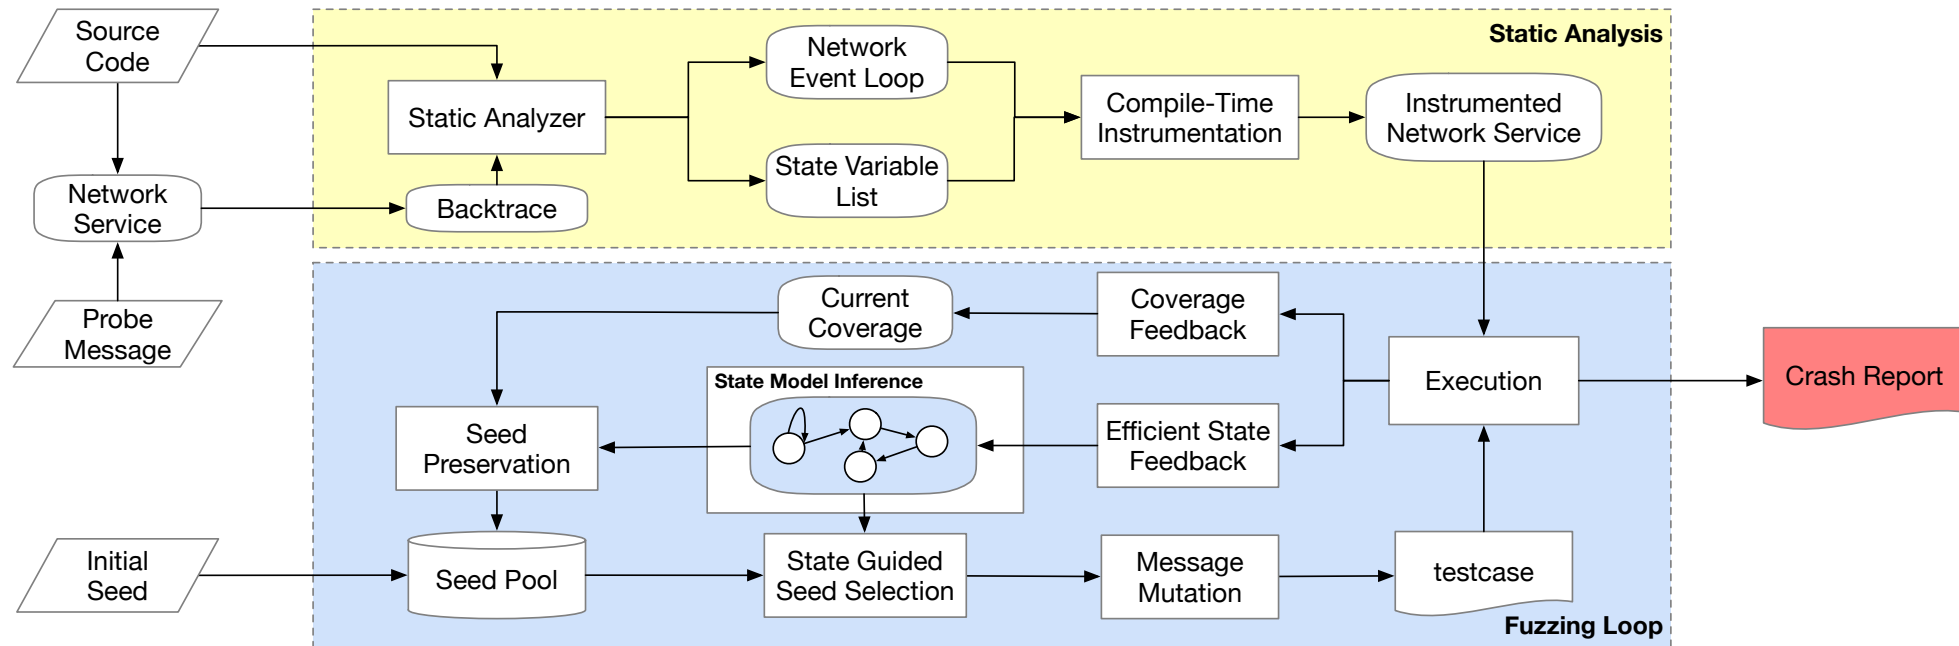 Source
Code
Network
Event Loop
Static Analysis
Static Analyzer
Compile-Time
Instrumentation
Instrumented
Network Service
State Variable
List
Network
Service
Backtrace
Probe
Message
Current
Coverage
Coverage
Feedback
State Model Inference
Execution
Crash Report
Seed
Preservation
Efficient State
Feedback
Initial
Seed
Seed Pool
State Guided
Seed Selection
Message
Mutation
testcase
Fuzzing Loop